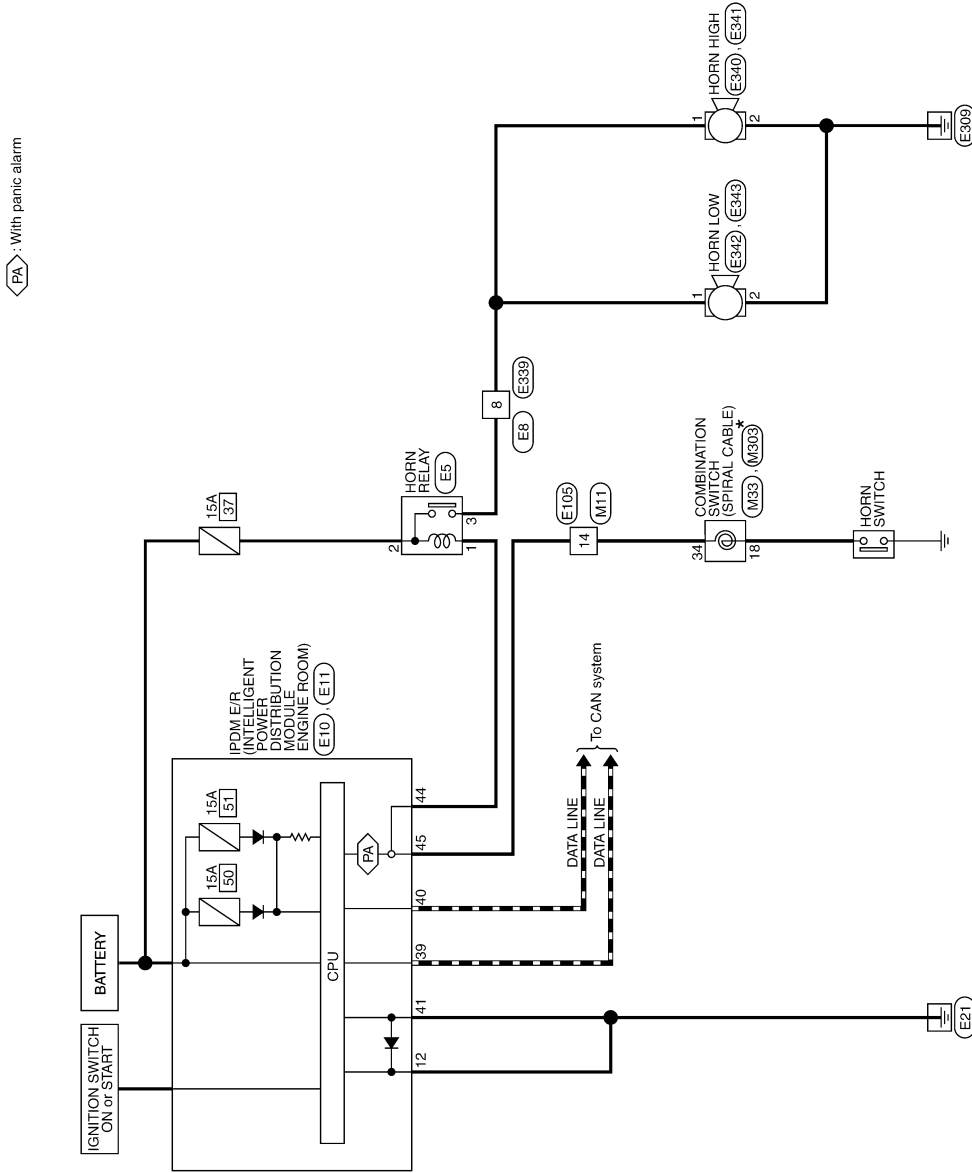 PA : With panic alarm
IGNITION SWITCH
ON or START
BATTERY
IPDM E/R
(INTELLIGENT
POWER
DISTRIBUTION
MODULE
ENGINE ROOM)
E10 , E11
15A
50
15A
51
CPU
PA
12
41
39
40
45
44
15A
37
HORN
RELAY
E5
2
1
3
DATA LINE
DATA LINE
To CAN system
E105
14
M11
8
E8
E339
COMBINATION
SWITCH
(SPIRAL CABLE)
*
M33 , M303
34
18
HORN
SWITCH
HORN LOW
E342 , E343
1
2
HORN HIGH
E340 , E341
1
2
E21
E309